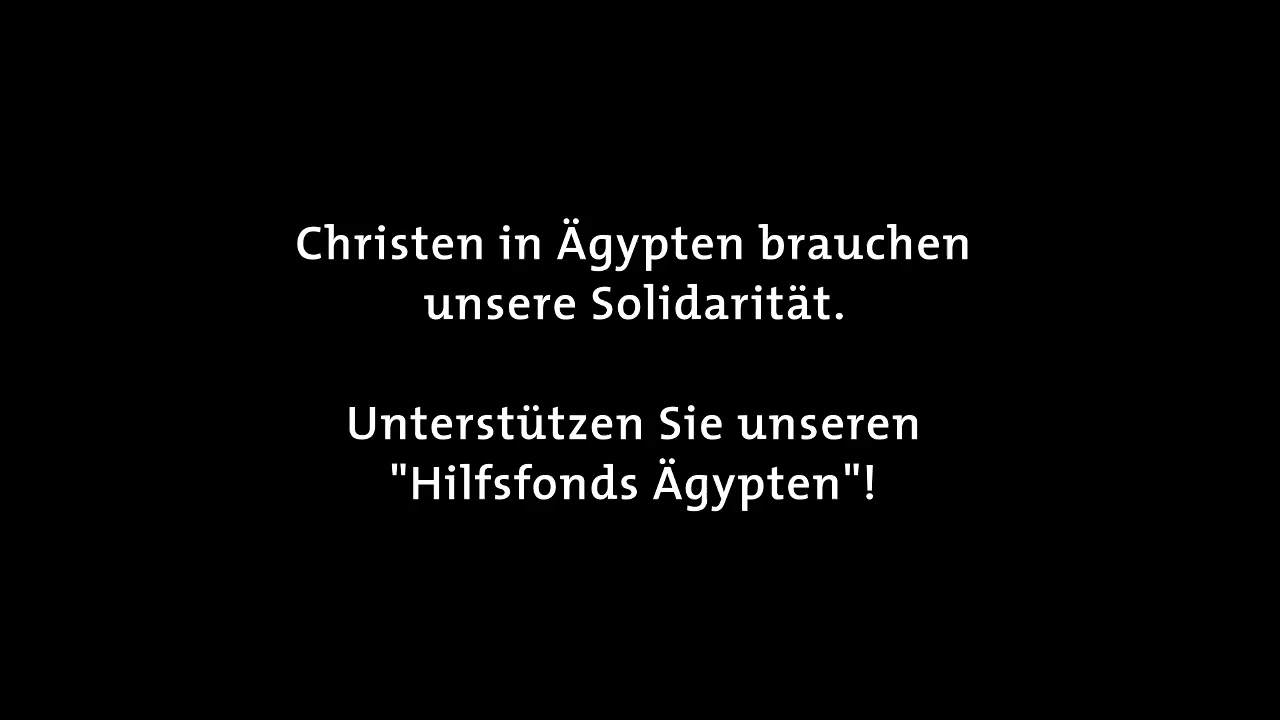 Christen in Ägypten brauchen
unsere Solidarität.
Unterstützen Sie unseren
"Hilfsfonds Ägypten"!